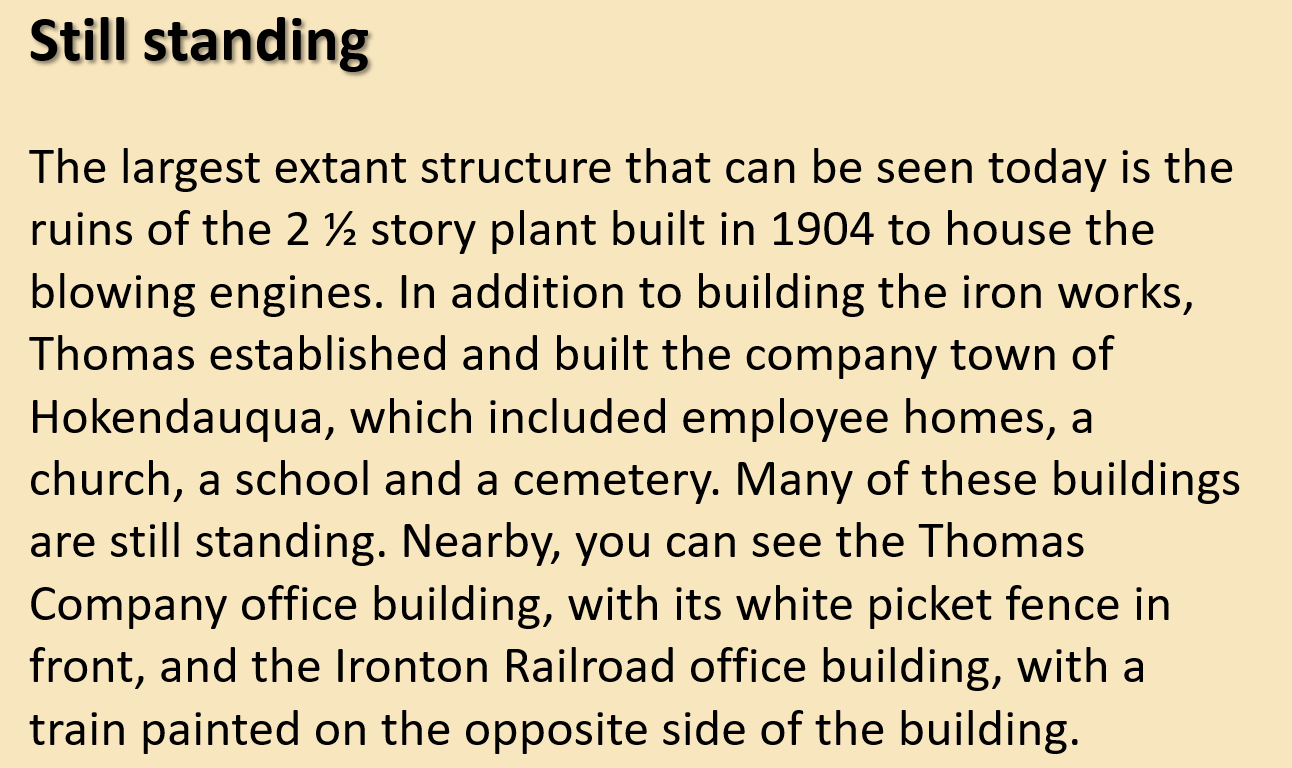 Still standing
The largest extant structure that can be seen today is the
ruins of the 2 ½ story plant built in 1904 to house the
blowing engines. In addition to building the iron works,
Thomas established and built the company town of
Hokendauqua, which included employee homes, a
church, a school and a cemetery. Many of these buildings
are still standing. Nearby, you can see the Thomas
Company office building, with its white picket fence in
front, and the Ironton Railroad office building, with a
train painted on the opposite side of the building.